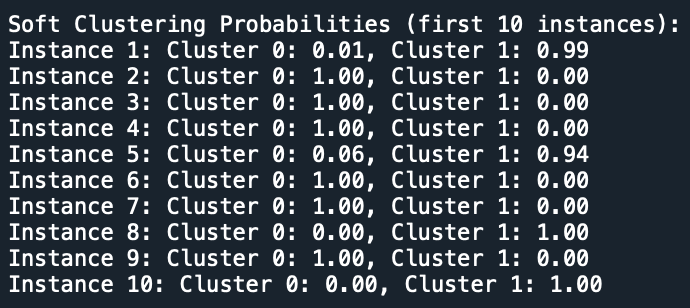 Soft Clustering Probabilities (first 10 instances):
Instance 1: Cluster 0: 0.01, Cluster 1: 0.99
Instance 2: Cluster 0: 1.00, Cluster 1: 0.00
Instance 3: Cluster 0: 1.00, Cluster 1: 0.00
Instance 4: Cluster 0: 1.00, Cluster 1: 0.00
Instance 5: Cluster 0: 0.06, Cluster 1: 0.94
Instance 6: Cluster 0: 1.00, Cluster 1: 0.00
Instance 7: Cluster 0: 1.00, Cluster 1: 0.00
Instance 8: Cluster 0: 0.00, Cluster 1: 1.00
Instance 9: Cluster 0: 1.00, Cluster 1: 0.00
Instance 10: Cluster 0: 0.00, Cluster 1: 1.00